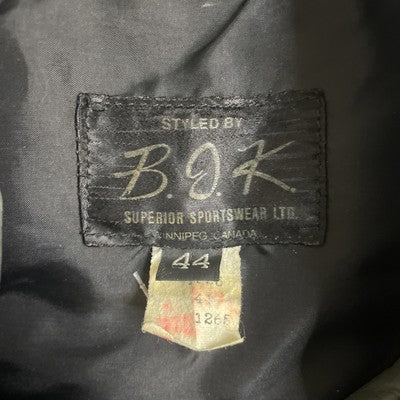 STYLED BY
B.J.K.
SUPERIOR SPORTSWEAR LTD.
WINNIPEG CANADA
44